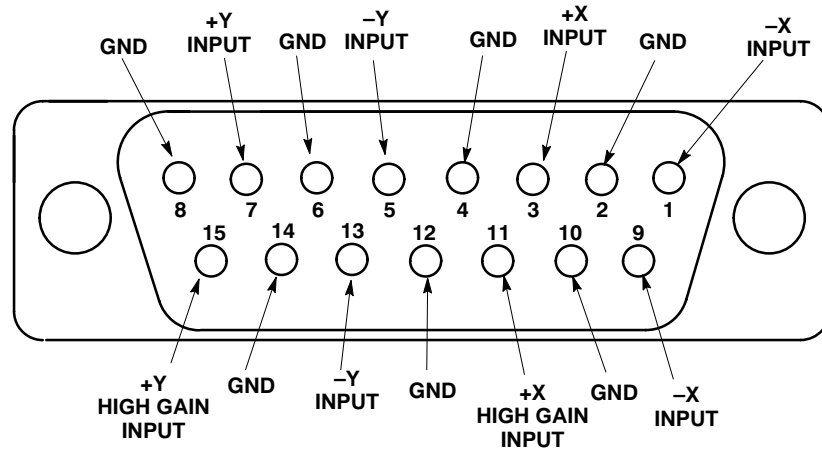 GND
+Y
INPUT
GND
–Y
INPUT
GND
+X
INPUT
GND
–X
INPUT
8 7 6 5 4 3 2 1
15 14 13 12 11 10 9
+Y
HIGH GAIN
INPUT
GND
–Y
INPUT
GND
+X
HIGH GAIN
INPUT
GND
–X
INPUT